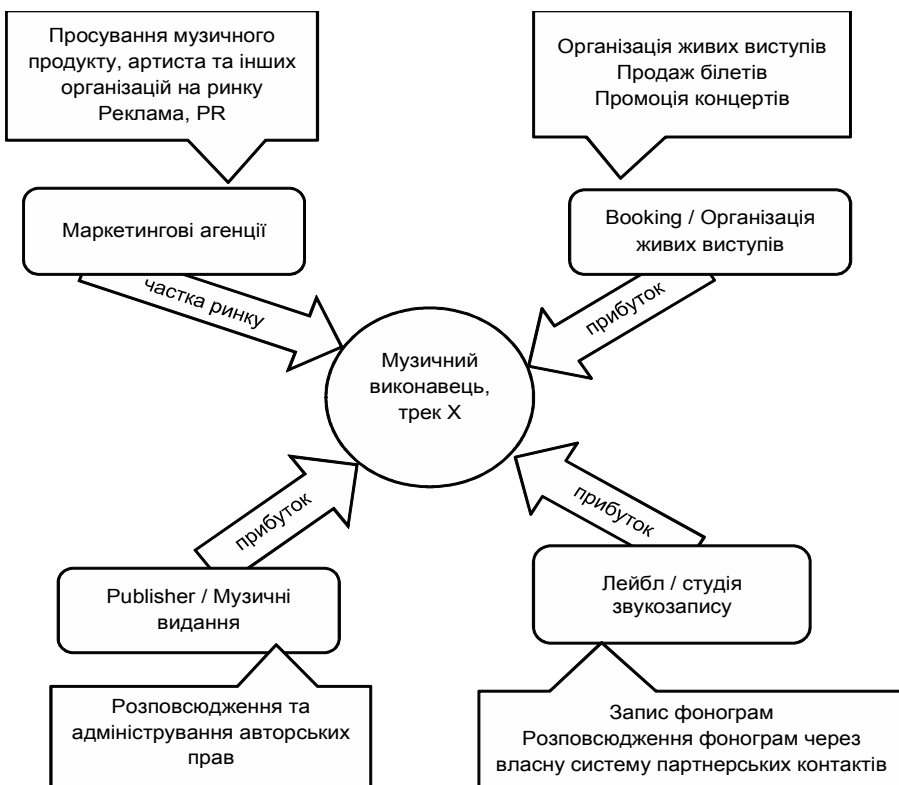 Просування музичного
продукту, артиста та інших
організацій на ринку
Реклама, PR
Організація живих виступів
Продаж білетів
Промоція концертів
Маркетингові агенції
Booking / Організація
живих виступів
частка ринку
прибуток
Музичний
виконавець,
трек X
прибуток
прибуток
Publisher / Музичні
видання
Лейбл / студія
звукозапису
Розповсюдження та
адміністрування авторських
прав
Запис фонограм
Розповсюдження фонограм через
власну систему партнерських контактів